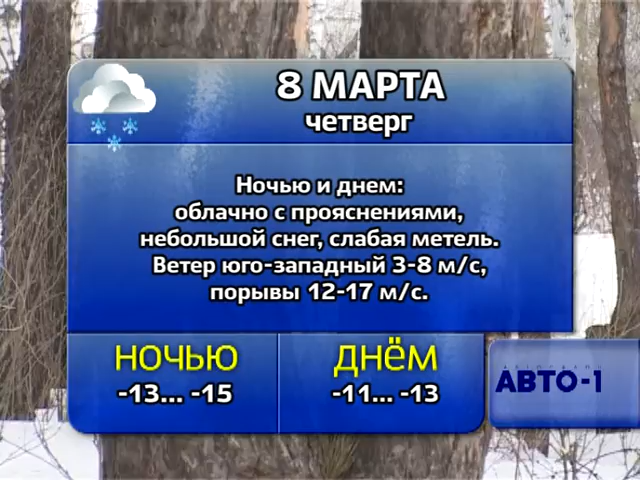 8 МАРТА
четверг
Ночью и днем:
облачно с прояснениями,
небольшой снег, слабая метель.
Ветер юго-западный 3-8 м/с,
порывы 12-17 м/с.
НОЧЬЮ
-13... -15
ДНЁМ
-11... -13
АВТО-1